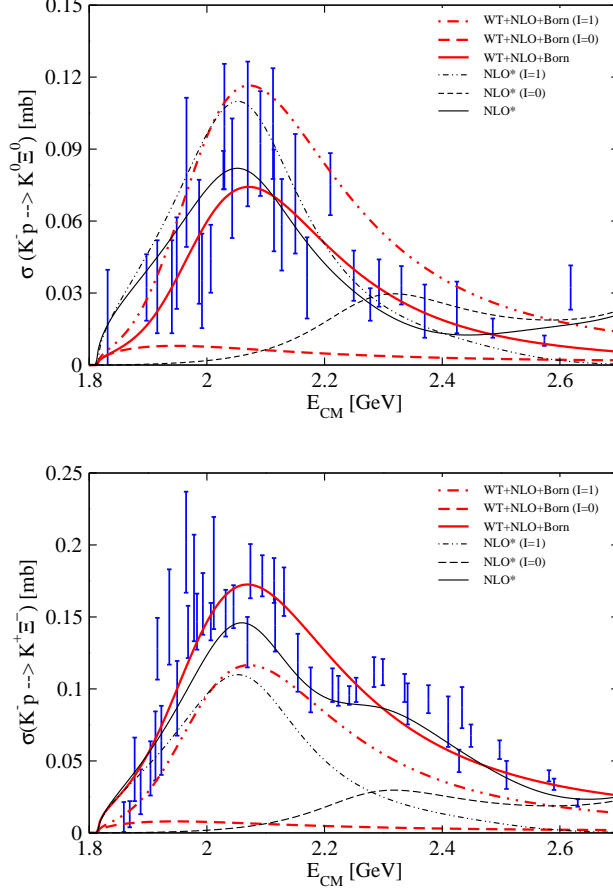 0.15
0.12
0.09
0.06
0.03
0
σ (K⁻p --> K⁰Ξ⁰) [mb]
WT+NLO+Born (I=1)
WT+NLO+Born (I=0)
WT+NLO+Born
NLO* (I=1)
NLO* (I=0)
NLO*
1.8 2 2.2 2.4 2.6
E_CM [GeV]
0.25
0.2
0.15
0.1
0.05
0
σ(K⁻p --> K⁺Ξ⁻) [mb]
WT+NLO+Born (I=1)
WT+NLO+Born (I=0)
WT+NLO+Born
NLO* (I=1)
NLO* (I=0)
NLO*
1.8 2 2.2 2.4 2.6
E_CM [GeV]